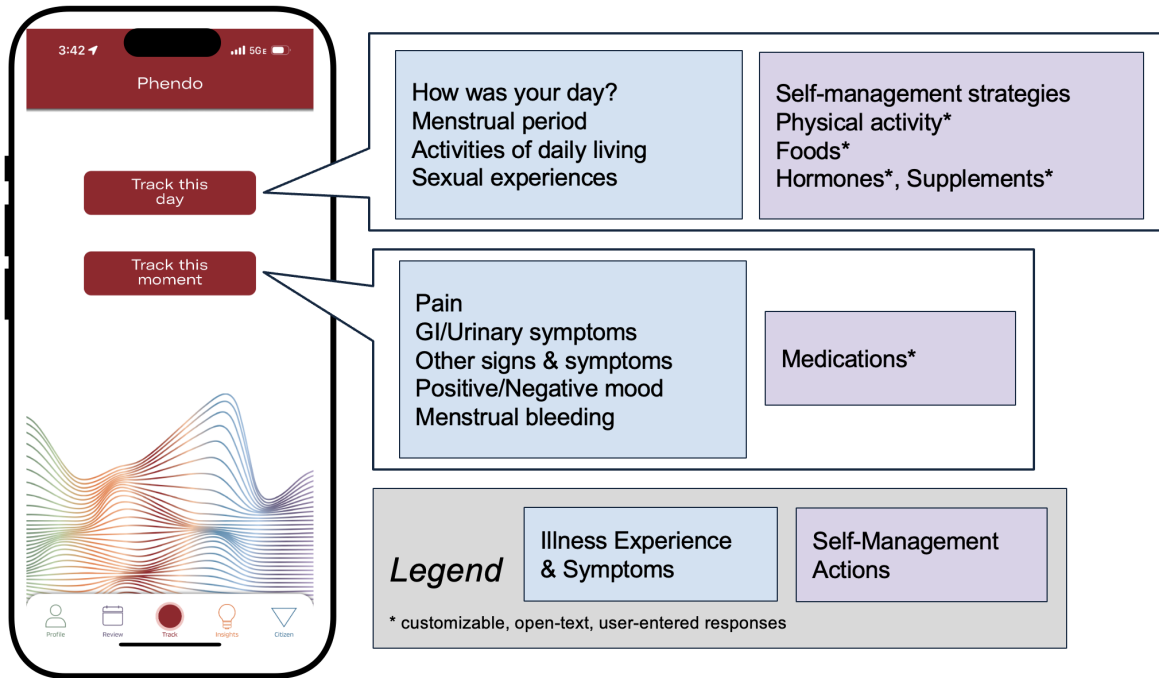 3:42
5GE
Phendo
Track this
day
Track this
moment
Profile
Review
Track
Insights
Citizen
How was your day?
Menstrual period
Activities of daily living
Sexual experiences
Self-management strategies
Physical activity*
Foods*
Hormones*, Supplements*
Pain
GI/Urinary symptoms
Other signs & symptoms
Positive/Negative mood
Menstrual bleeding
Medications*
Legend
Illness Experience
& Symptoms
Self-Management
Actions
* customizable, open-text, user-entered responses